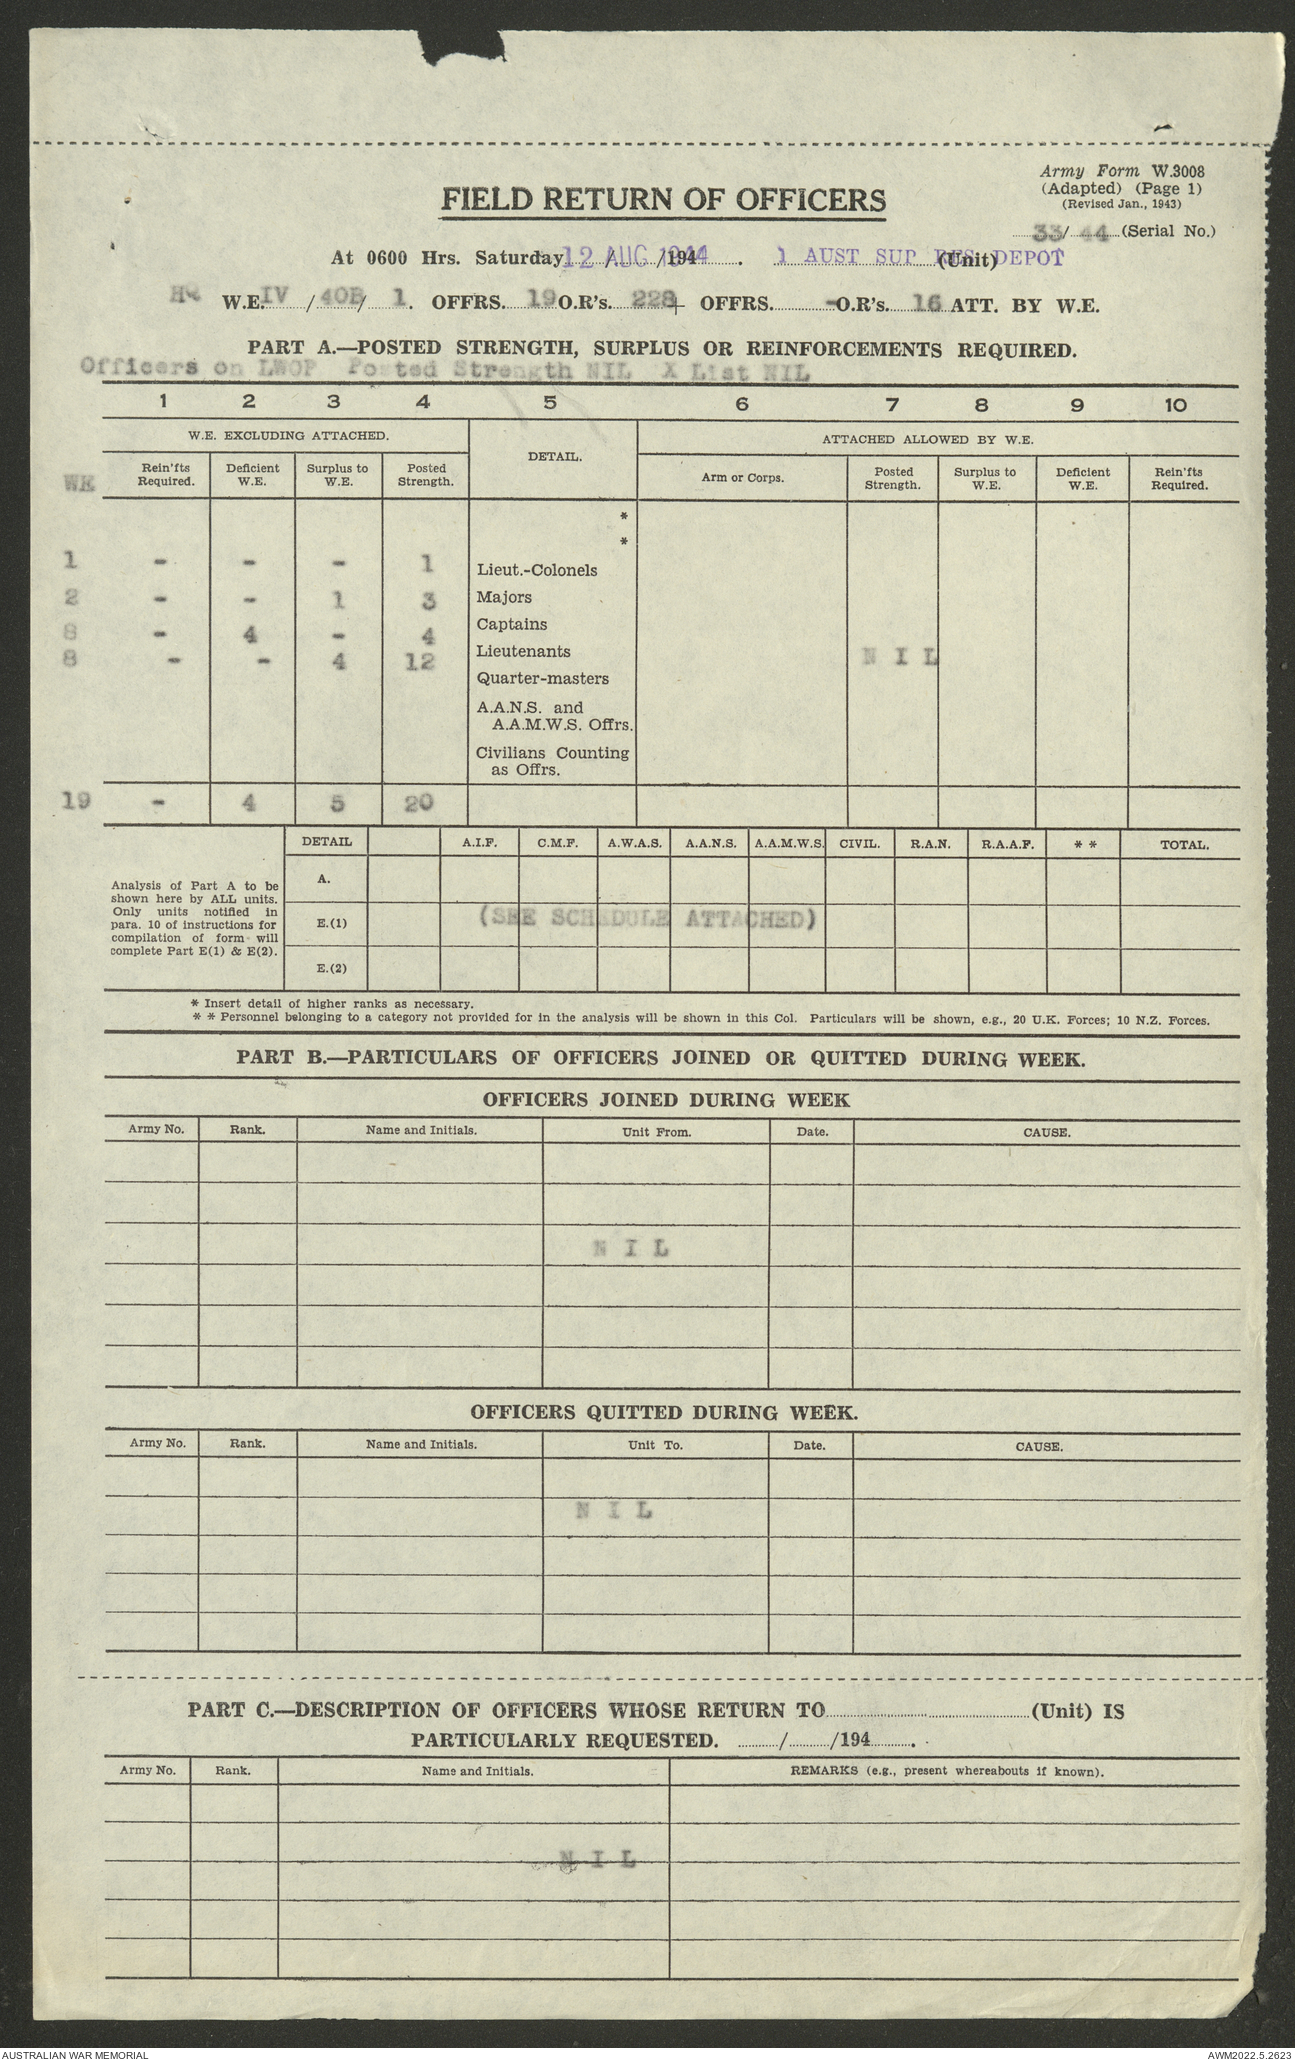 Army Form W.3008
(Adapted) (Page 1)
(Revised Jan., 1943)
FIELD RETURN OF OFFICERS
33/ 44 (Serial No.)
At 0600 Hrs. Saturday 12 AUG 1944 /194 . 1 AUST SUP RES DEPOT (Unit)
HQ W.E. IV / 40B/ 1. OFFRS. 19 O.R's. 228 + OFFRS. - O.R's. 16 ATT. BY W.E.
PART A.—POSTED STRENGTH, SURPLUS OR REINFORCEMENTS REQUIRED.
Officers on LWOP Posted Strength NIL X List NIL
1 2 3 4 5 6 7 8 9 10
W.E. EXCLUDING ATTACHED. DETAIL. ATTACHED ALLOWED BY W.E.
WE Rein'fts Required. Deficient W.E. Surplus to W.E. Posted Strength. Arm or Corps. Posted Strength. Surplus to W.E. Deficient W.E. Rein'fts Required.
*
*
1 - - - 1 Lieut.-Colonels
2 - - 1 3 Majors
8 - 4 - 4 Captains
8 - - 4 12 Lieutenants N I L
Quarter-masters
A.A.N.S. and
A.A.M.W.S. Offrs.
Civilians Counting
as Offrs.
19 - 4 5 20
DETAIL A.I.F. C.M.F. A.W.A.S. A.A.N.S. A.A.M.W.S. CIVIL. R.A.N. R.A.A.F. * * TOTAL.
Analysis of Part A to be
shown here by ALL units.
Only units notified in
para. 10 of instructions for
compilation of form will
complete Part E(1) & E(2).
A.
E.(1) (SEE SCHEDULE ATTACHED)
E.(2)
* Insert detail of higher ranks as necessary.
* * Personnel belonging to a category not provided for in the analysis will be shown in this Col. Particulars will be shown, e.g., 20 U.K. Forces; 10 N.Z. Forces.
PART B.—PARTICULARS OF OFFICERS JOINED OR QUITTED DURING WEEK.
OFFICERS JOINED DURING WEEK
Army No. Rank. Name and Initials. Unit From. Date. CAUSE.
N I L
OFFICERS QUITTED DURING WEEK.
Army No. Rank. Name and Initials. Unit To. Date. CAUSE.
N I L
PART C.—DESCRIPTION OF OFFICERS WHOSE RETURN TO (Unit) IS
PARTICULARLY REQUESTED. / /194 .
Army No. Rank. Name and Initials. REMARKS (e.g., present whereabouts if known).
N I L
AUSTRALIAN WAR MEMORIAL AWM2022.5.2623